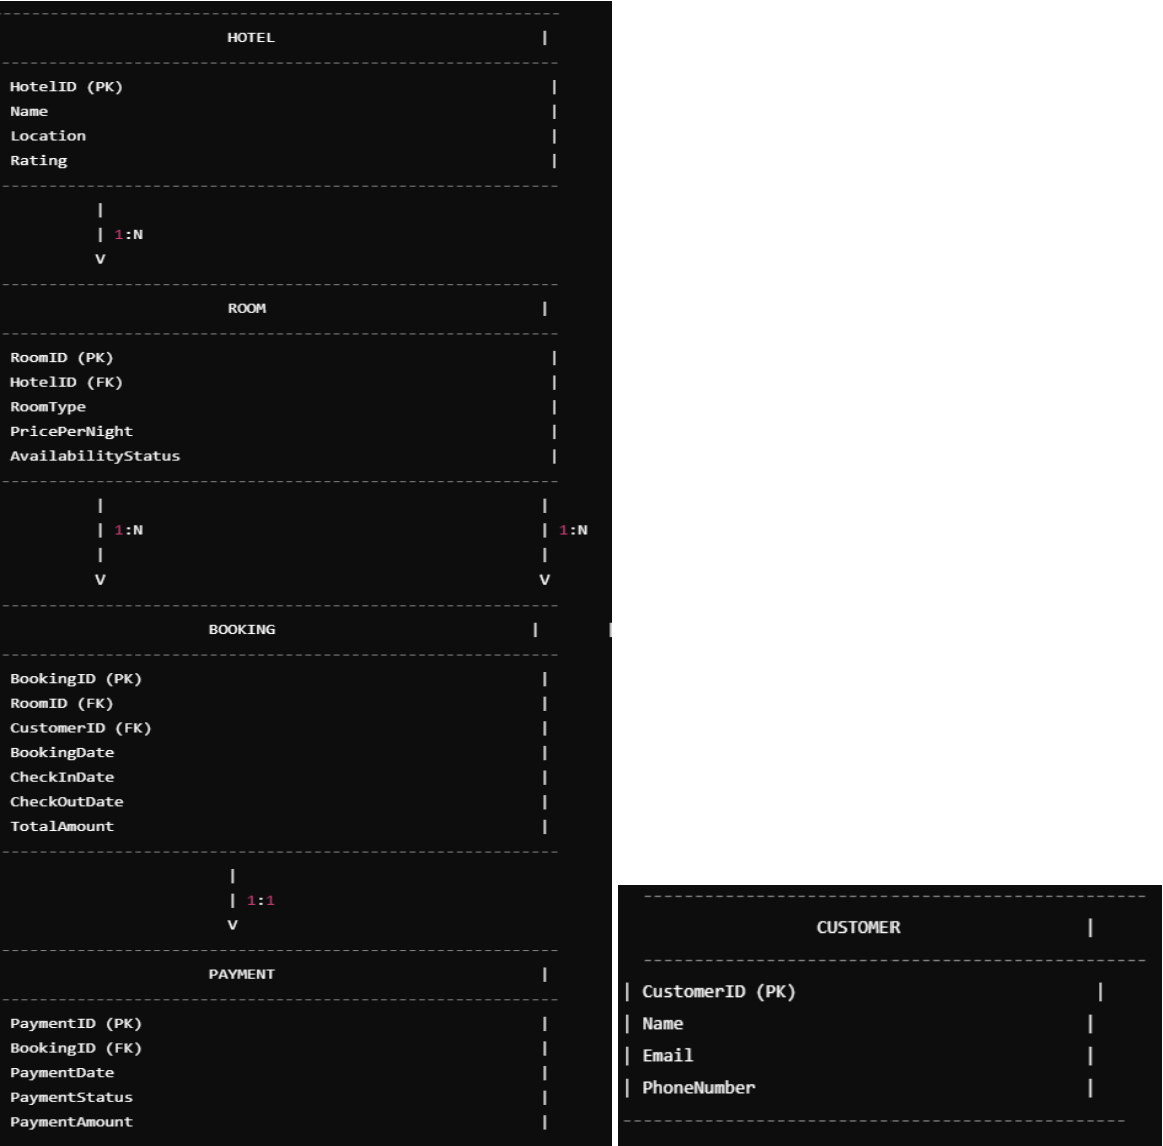 HOTEL
HotelID (PK)
Name
Location
Rating
1:N
V
ROOM
RoomID (PK)
HotelID (FK)
RoomType
PricePerNight
AvailabilityStatus
1:N 1:N
V V
BOOKING
BookingID (PK)
RoomID (FK)
CustomerID (FK)
BookingDate
CheckInDate
CheckOutDate
TotalAmount
1:1
V
PAYMENT
PaymentID (PK)
BookingID (FK)
PaymentDate
PaymentStatus
PaymentAmount
CUSTOMER
CustomerID (PK)
Name
Email
PhoneNumber